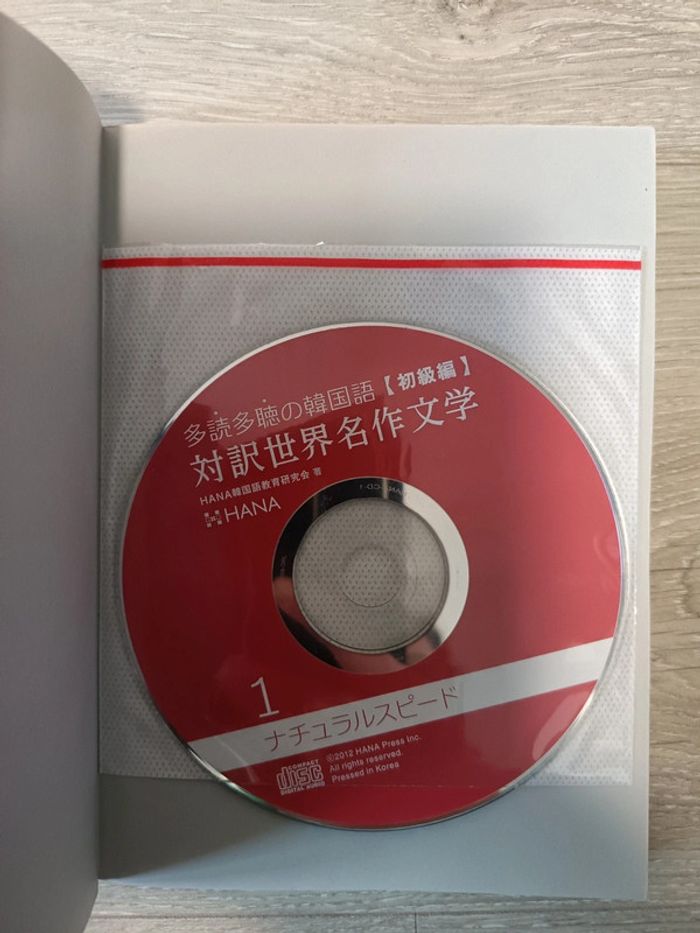 多読多聴の韓国語【初級編】
対訳世界名作文学
HANA韓国語教育研究会 著
HANA
1
ナチュラルスピード
COMPACT
disc
DIGITAL AUDIO
℗2012 HANA Press Inc.
All rights reserved.
Pressed in Korea